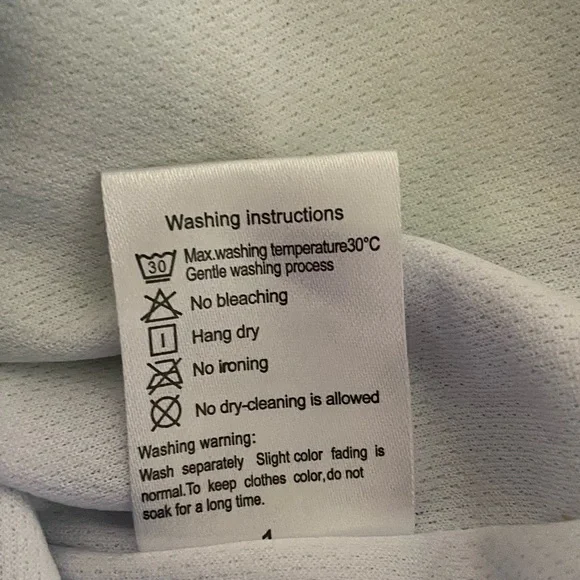 Washing instructions
30 Max.washing temperature30°C
Gentle washing process
No bleaching
Hang dry
No ironing
No dry-cleaning is allowed
Washing warning:
Wash separately Slight color fading is
normal.To keep clothes color,do not
soak for a long time.